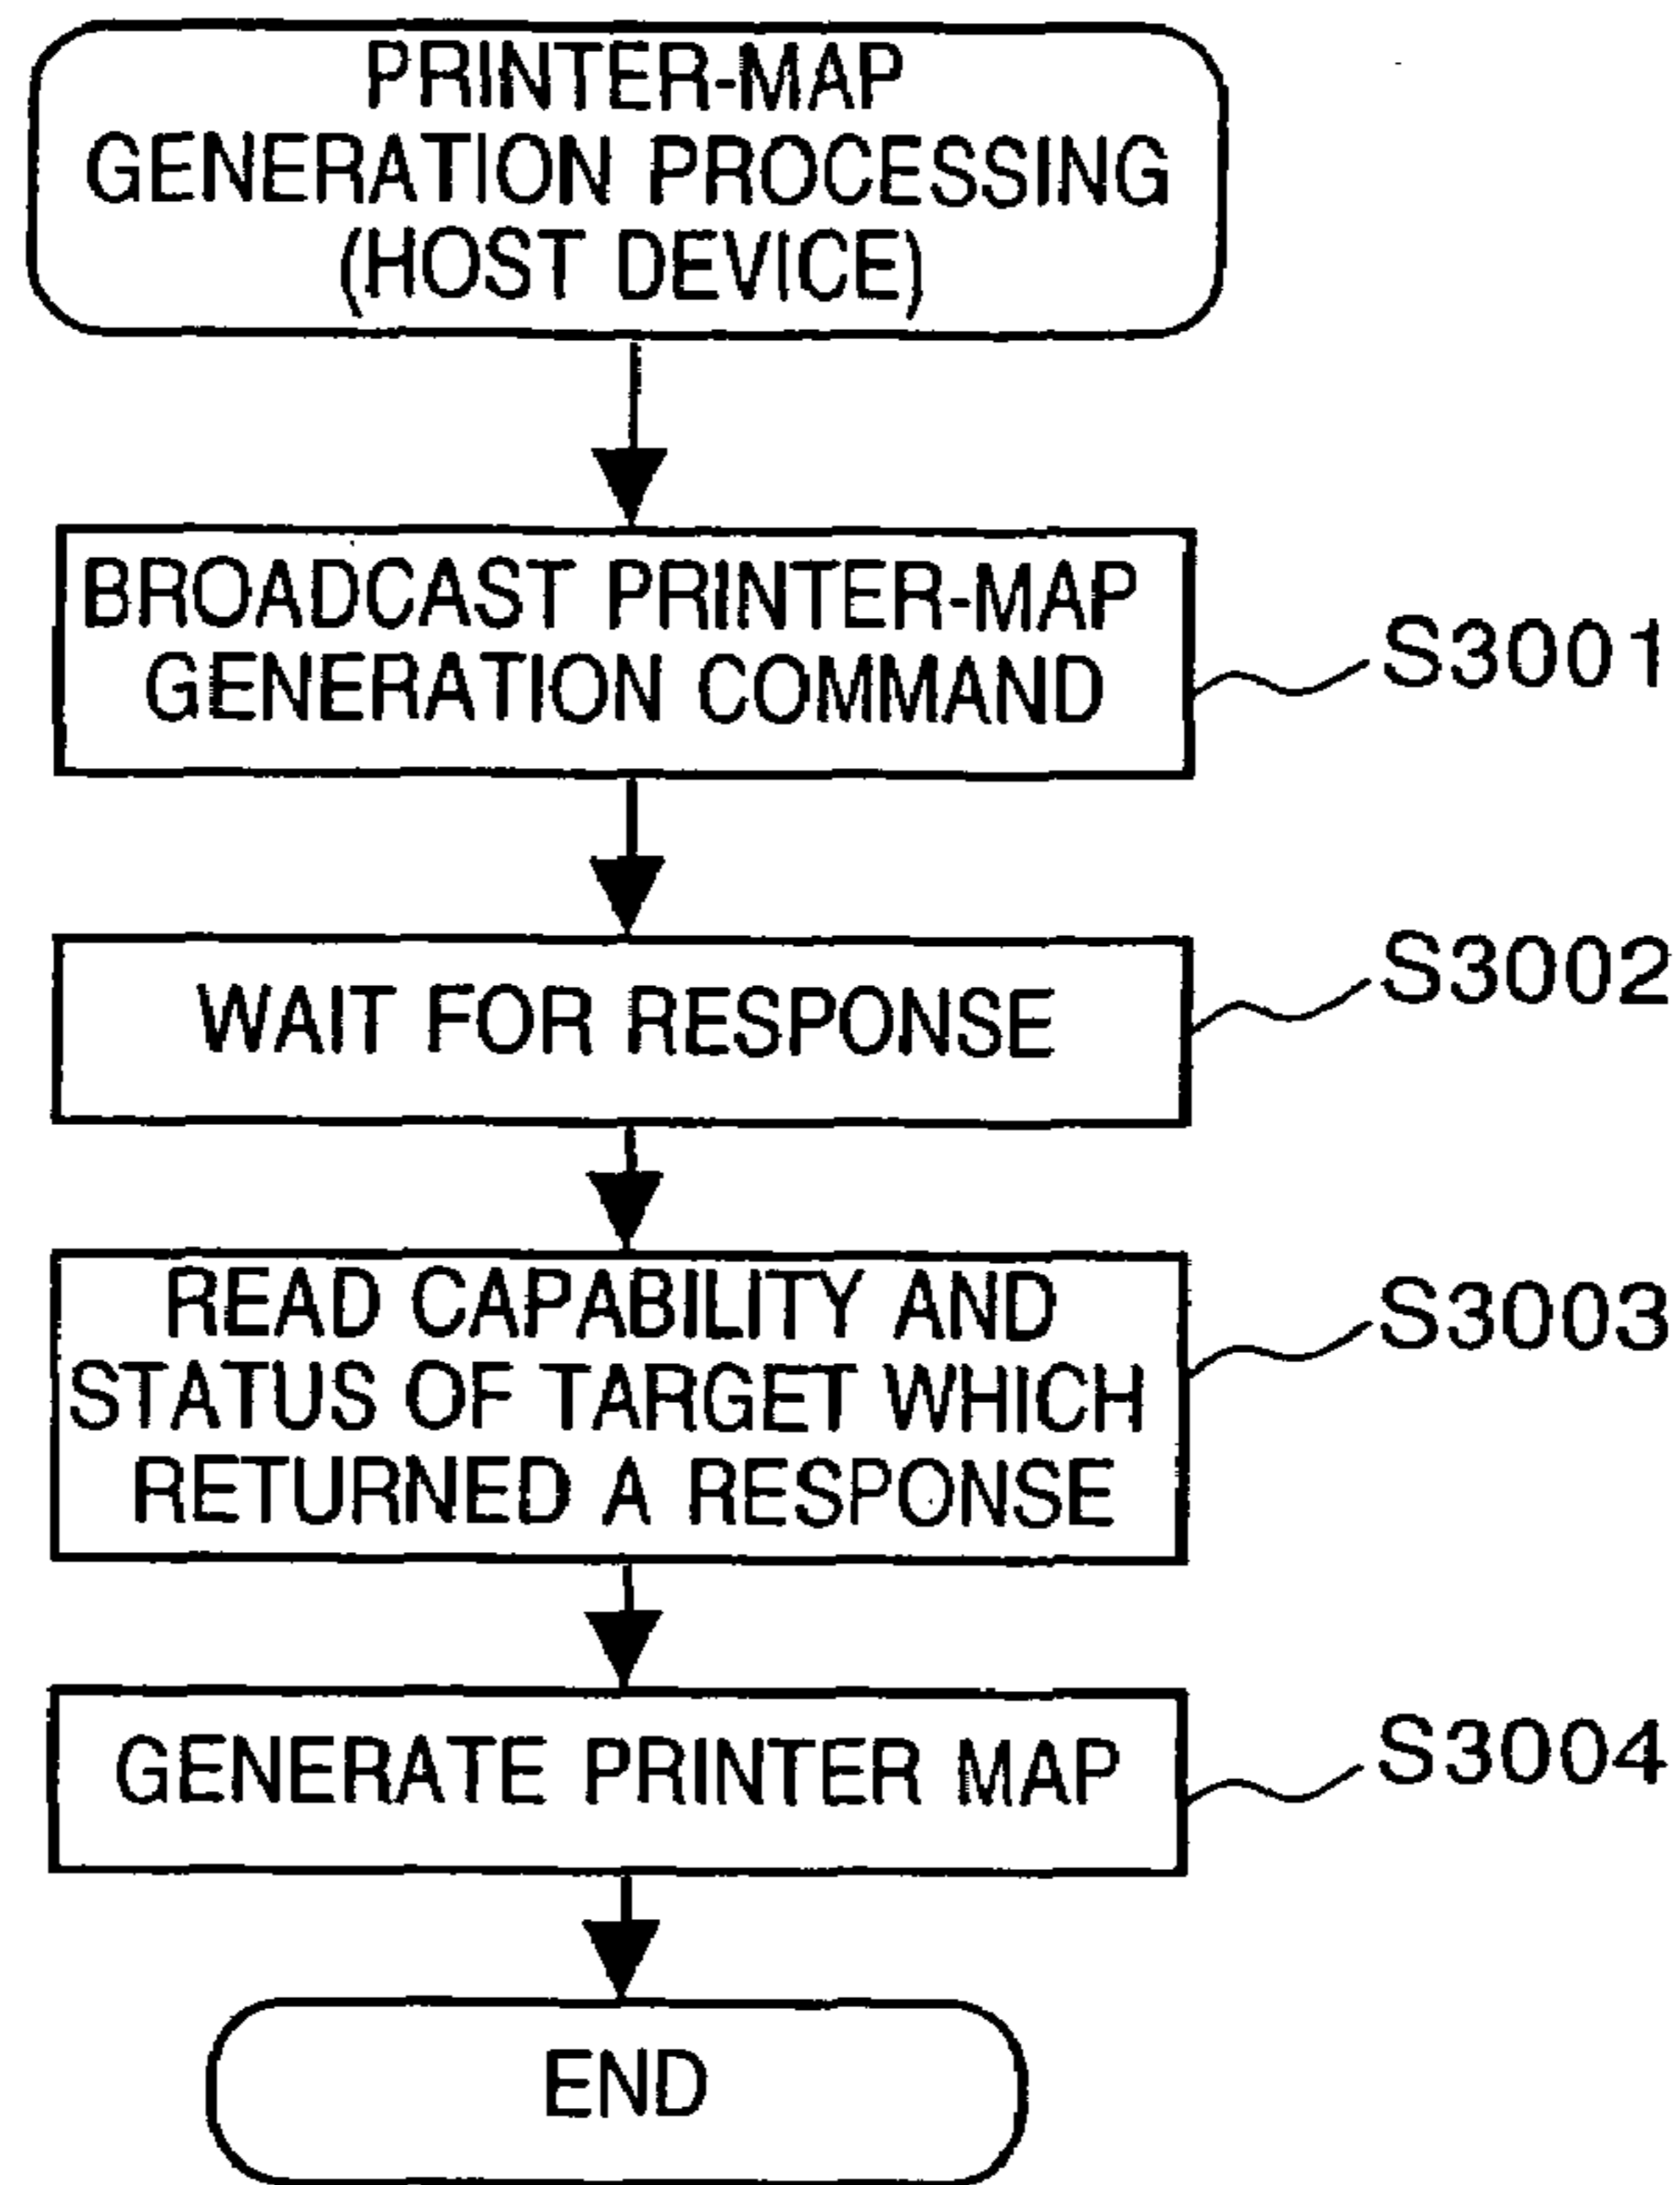 PRINTER-MAP
GENERATION PROCESSING
(HOST DEVICE)
BROADCAST PRINTER-MAP
GENERATION COMMAND
S3001
WAIT FOR RESPONSE
S3002
READ CAPABILITY AND
STATUS OF TARGET WHICH
RETURNED A RESPONSE
S3003
GENERATE PRINTER MAP
S3004
END